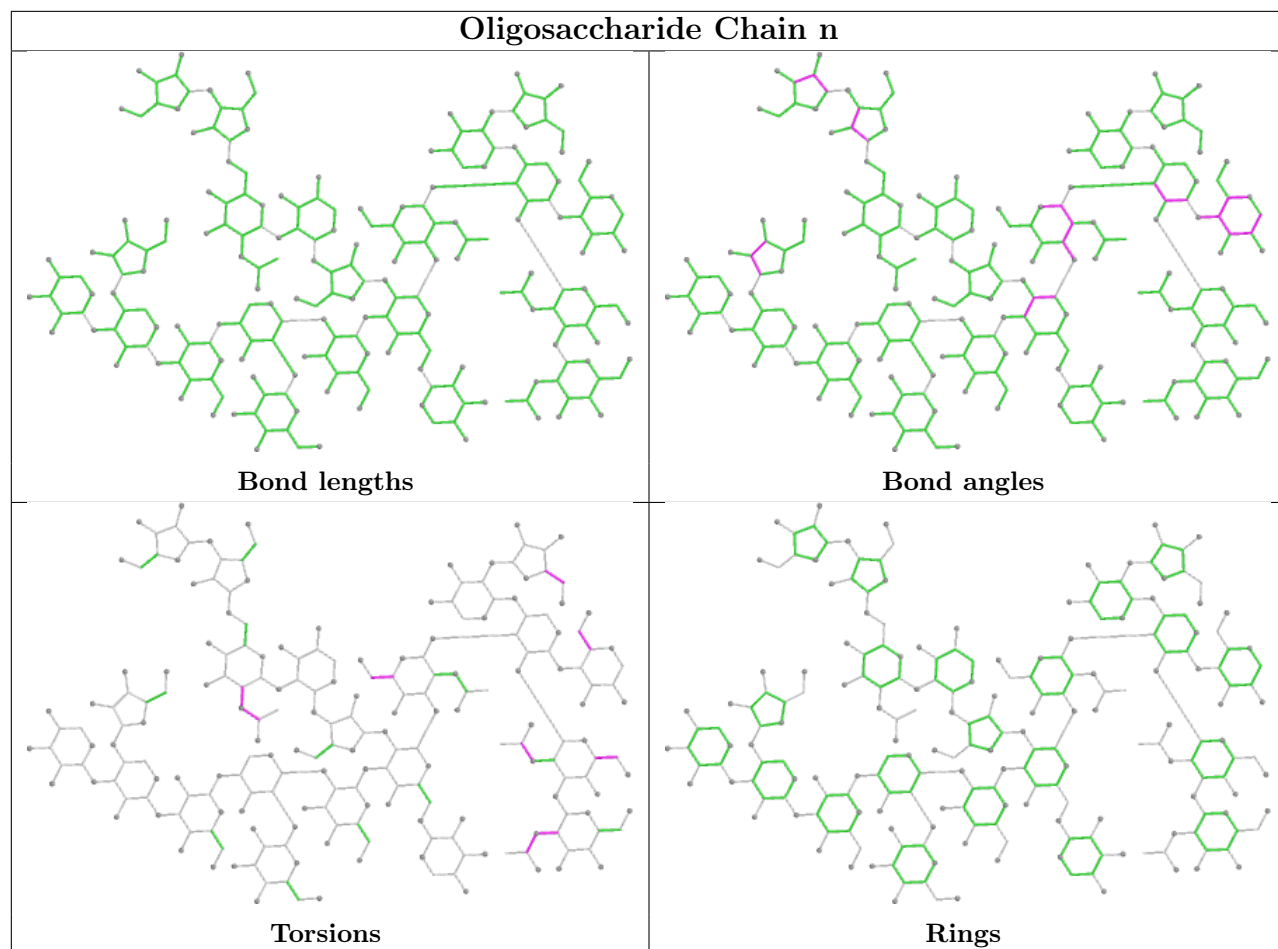 Oligosaccharide Chain n
Bond lengths
Bond angles
Torsions
Rings